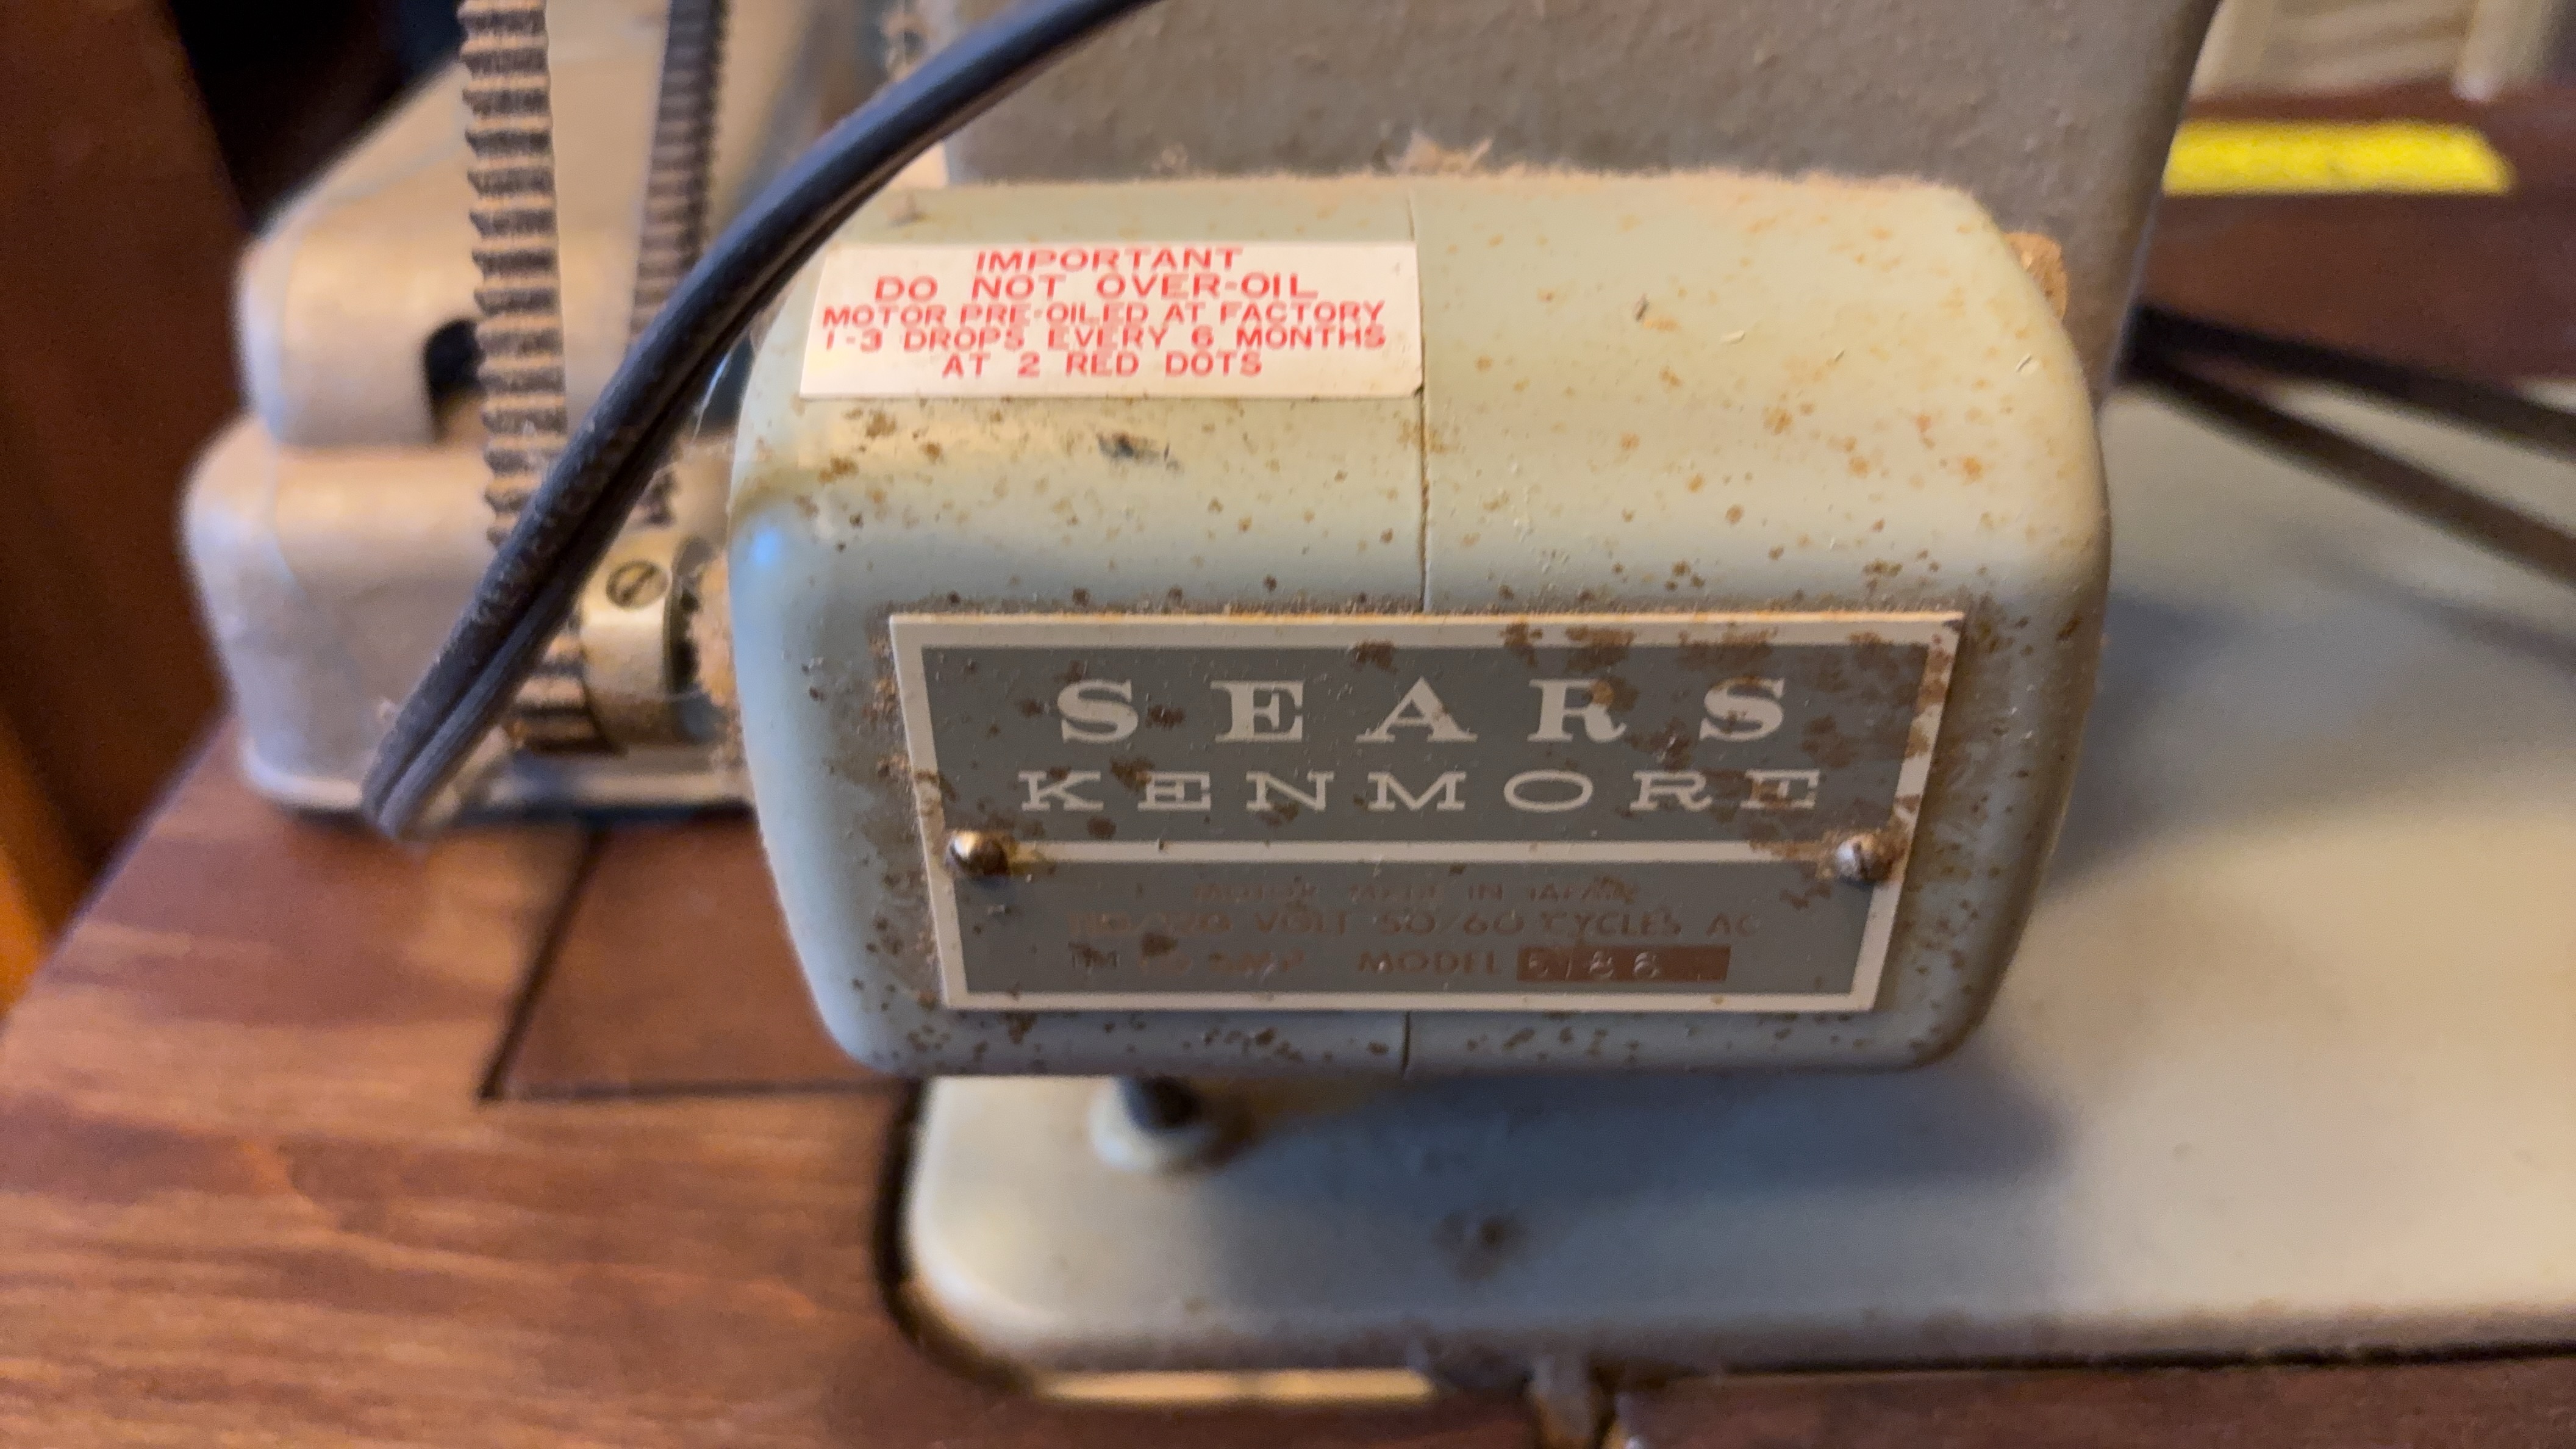 IMPORTANT
DO NOT OVER-OIL
MOTOR PRE-OILED AT FACTORY
1-3 DROPS EVERY 6 MONTHS
AT 2 RED DOTS
SEARS
KENMORE
IN JAPAN
VOLT 50/60 CYCLES AC
MODEL